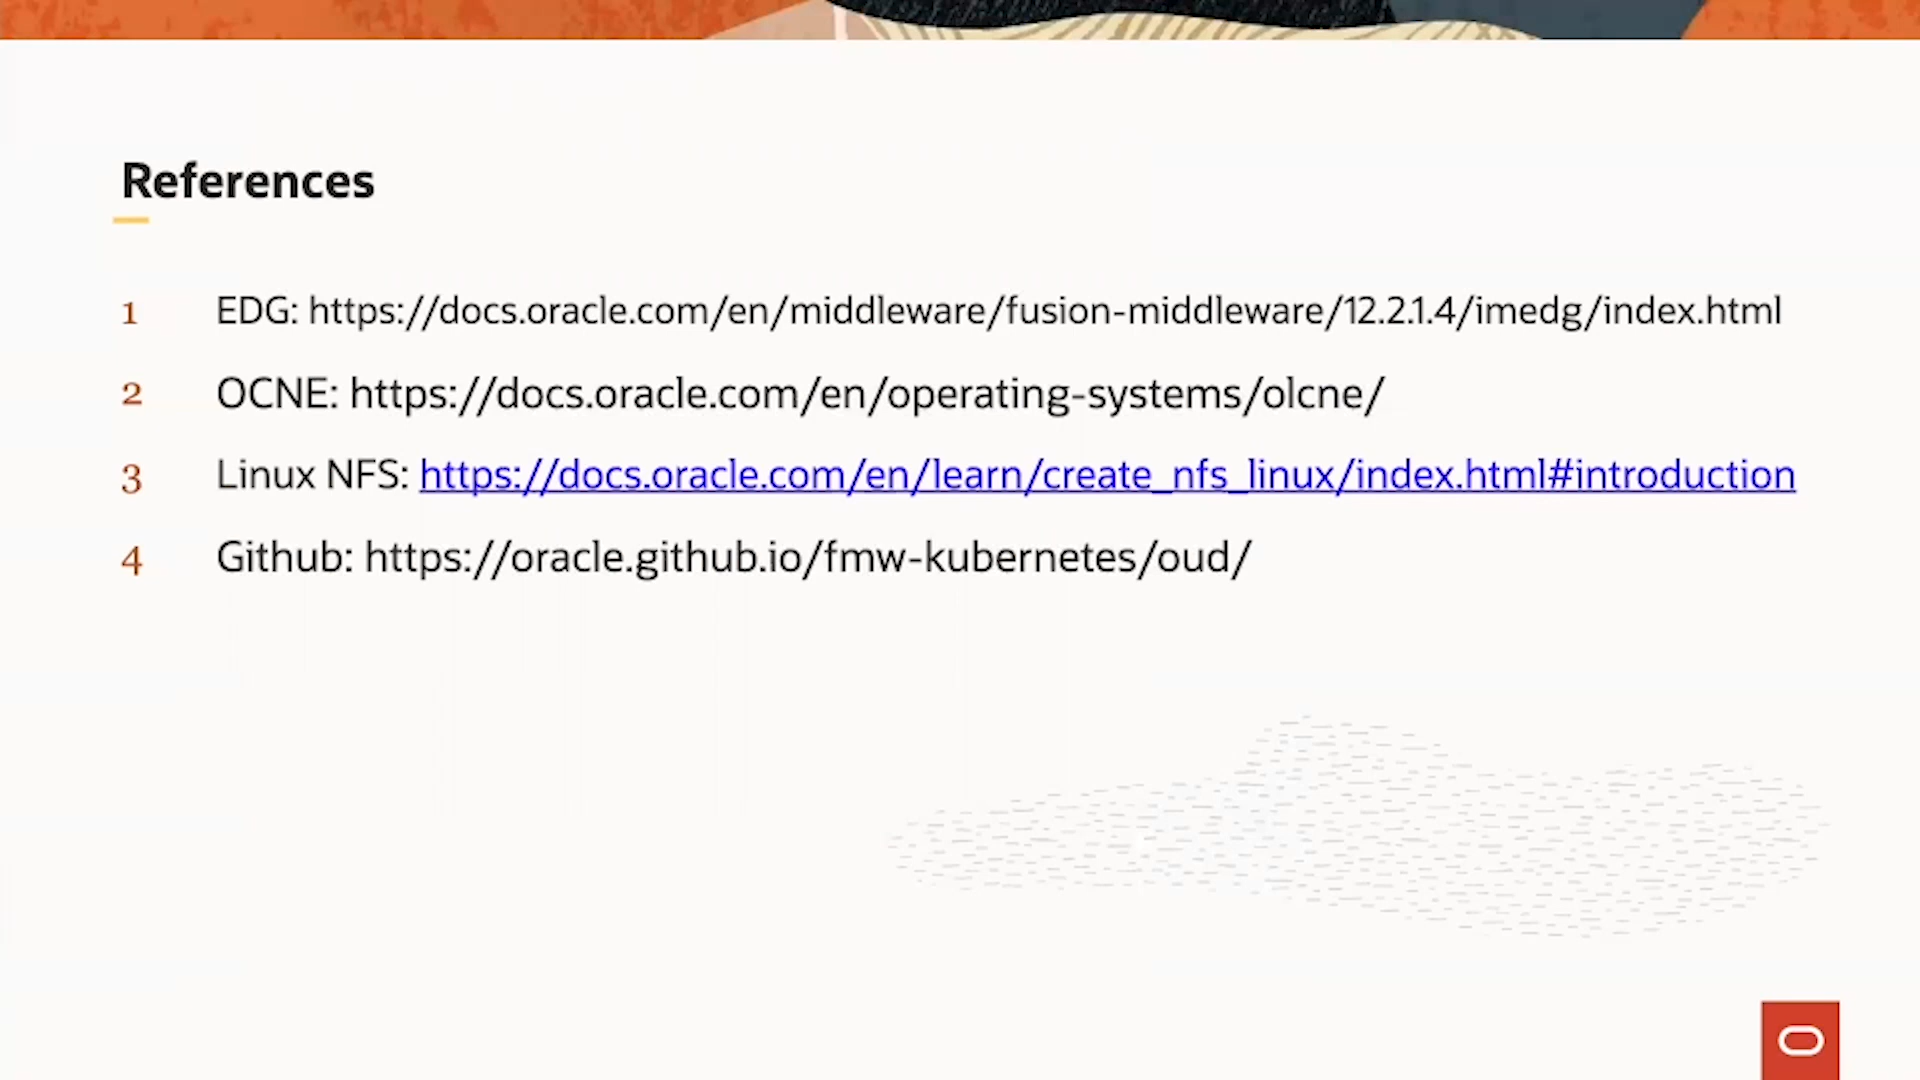 References
1 EDG: https://docs.oracle.com/en/middleware/fusion-middleware/12.2.1.4/imedg/index.html
2 OCNE: https://docs.oracle.com/en/operating-systems/olcne/
3 Linux NFS: https://docs.oracle.com/en/learn/create_nfs_linux/index.html#introduction
4 Github: https://oracle.github.io/fmw-kubernetes/oud/